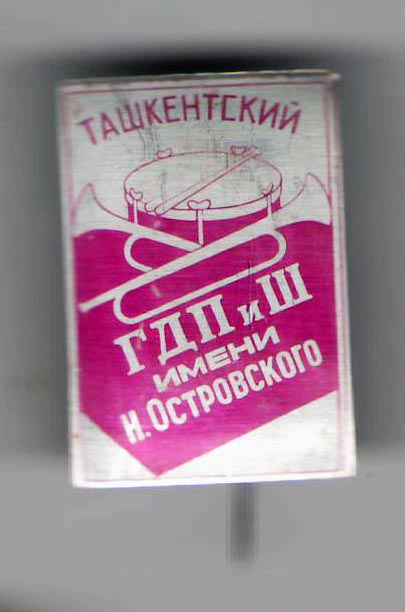 ТАШКЕНТСКИЙ
ГДП и Ш
ИМЕНИ
Н. ОСТРОВСКОГО